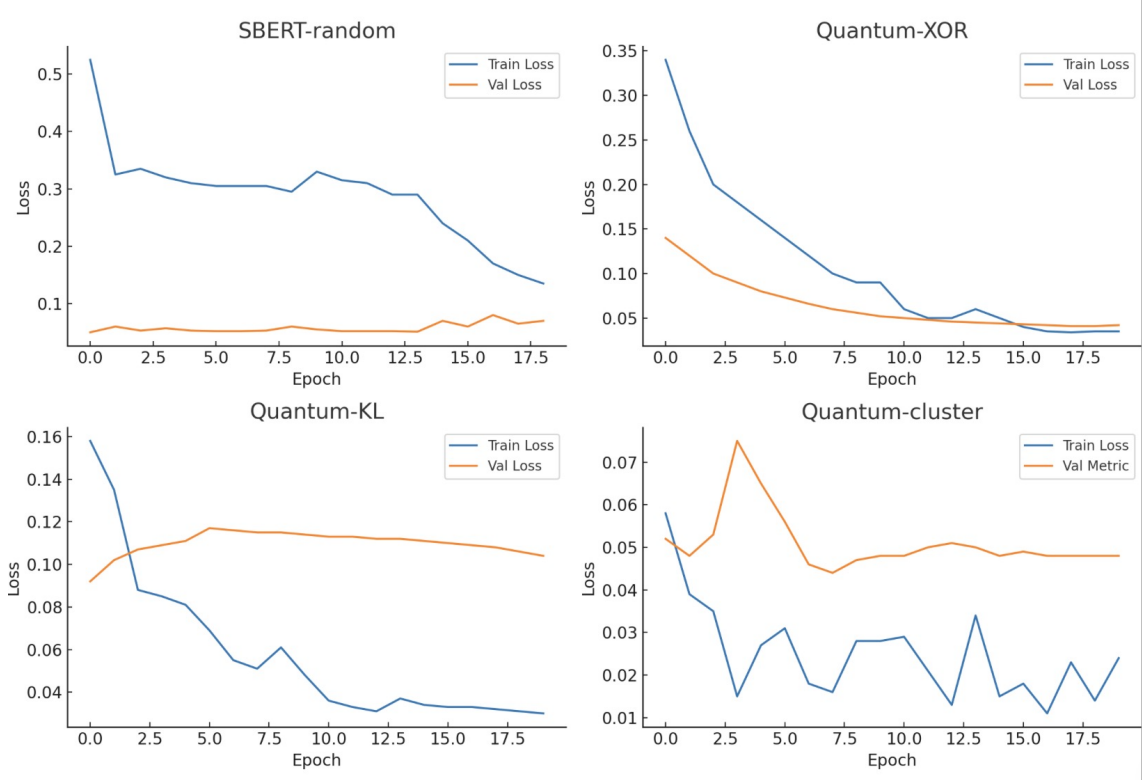 SBERT-random
Train Loss
Val Loss
0.5
0.4
0.3
0.2
0.1
Loss
0.0 2.5 5.0 7.5 10.0 12.5 15.0 17.5
Epoch
Quantum-XOR
Train Loss
Val Loss
0.35
0.30
0.25
0.20
0.15
0.10
0.05
Loss
0.0 2.5 5.0 7.5 10.0 12.5 15.0 17.5
Epoch
Quantum-KL
Train Loss
Val Loss
0.16
0.14
0.12
0.10
0.08
0.06
0.04
Loss
0.0 2.5 5.0 7.5 10.0 12.5 15.0 17.5
Epoch
Quantum-cluster
Train Loss
Val Metric
0.07
0.06
0.05
0.04
0.03
0.02
0.01
Loss
0.0 2.5 5.0 7.5 10.0 12.5 15.0 17.5
Epoch